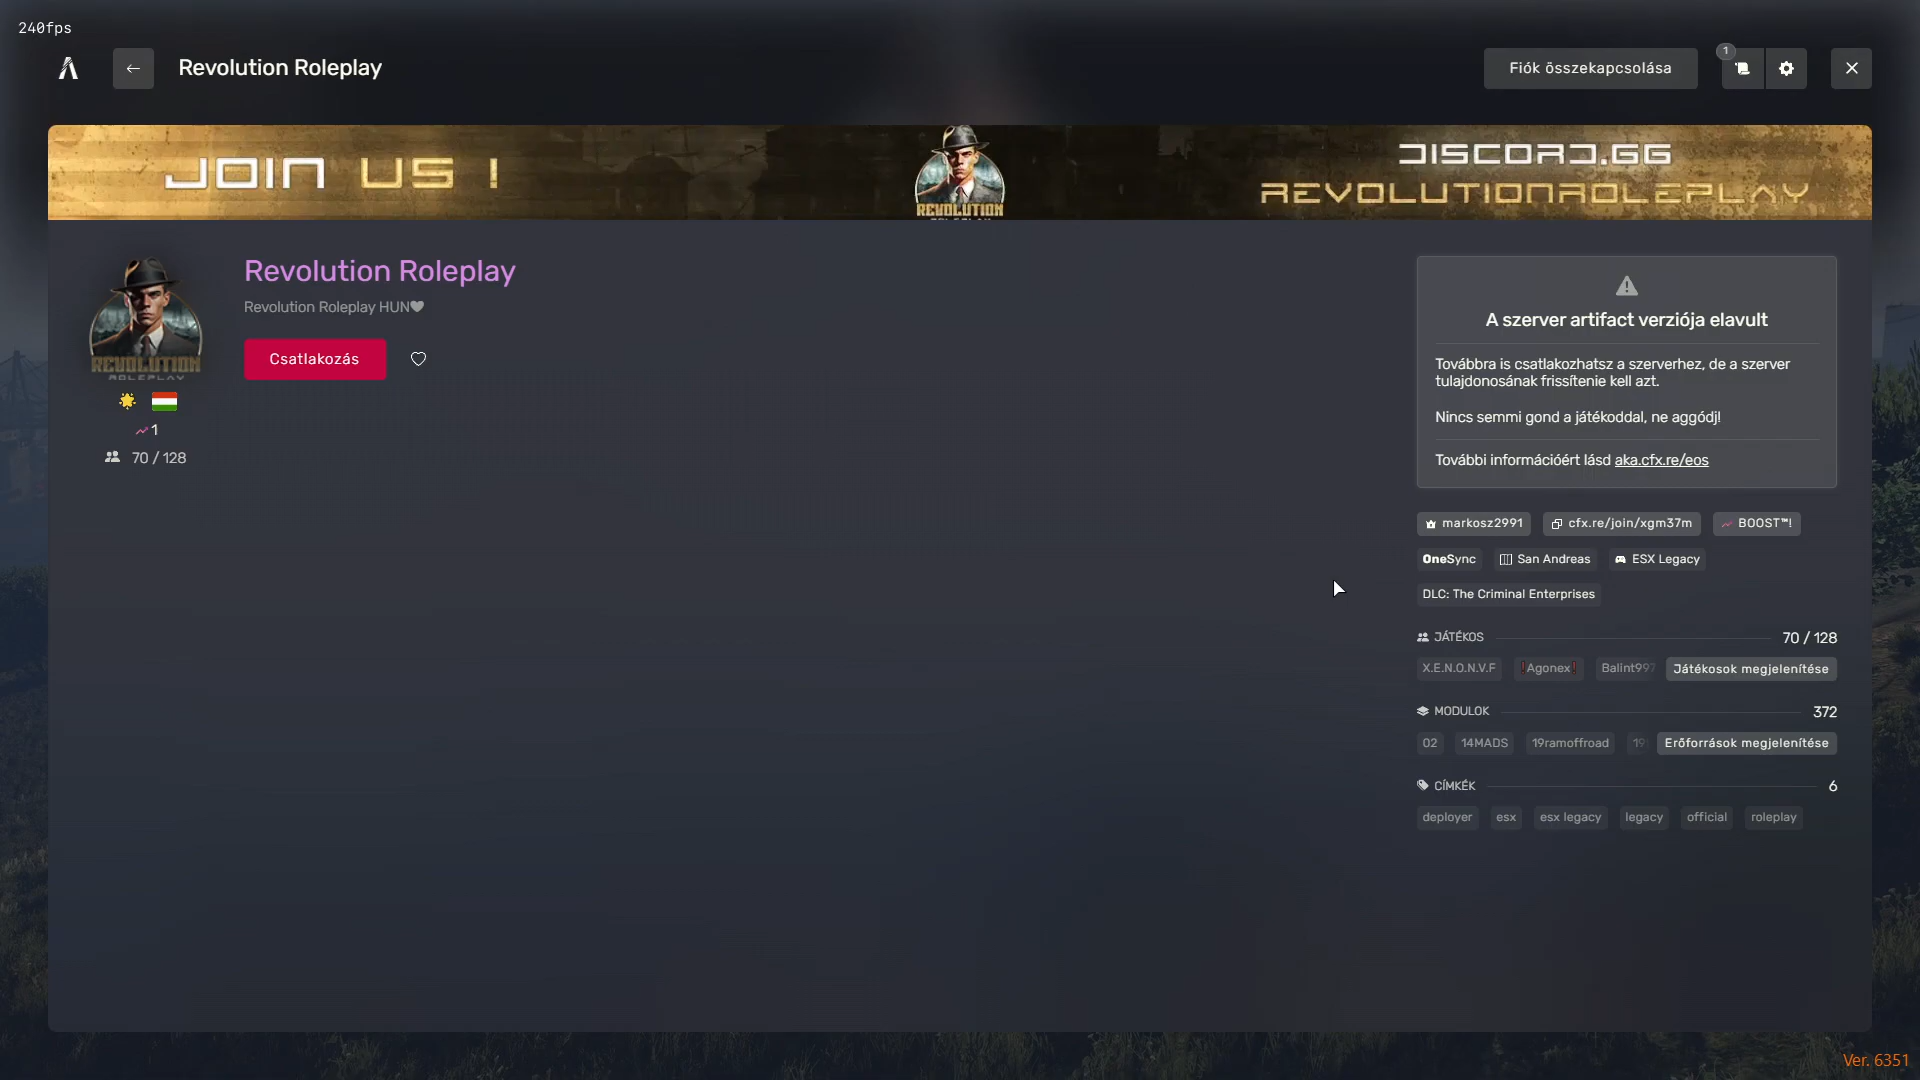 240fps
Revolution Roleplay
Fiók összekapcsolása
1
JOIN US !
REVOLUTION
DISCORD.GG
REVOLUTIONROLEPLAY
Revolution Roleplay
Revolution Roleplay HUN♥
Csatlakozás
REVOLUTION
ROLEPLAY
1
70 / 128
A szerver artifact verziója elavult
Továbbra is csatlakozhatsz a szerverhez, de a szerver
tulajdonosának frissítenie kell azt.
Nincs semmi gond a játékoddal, ne aggódj!
További információért lásd aka.cfx.re/eos
markosz2991 cfx.re/join/xgm37m BOOST™!
OneSync San Andreas ESX Legacy
DLC: The Criminal Enterprises
JÁTÉKOS 70 / 128
X.E.N.O.N.V.F ❗Agonex❗ Balint997 Játékosok megjelenítése
MODULOK 372
02 14MADS 19ramoffroad 19 Erőforrások megjelenítése
CÍMKÉK 6
deployer esx esx legacy legacy official roleplay
Ver. 6351